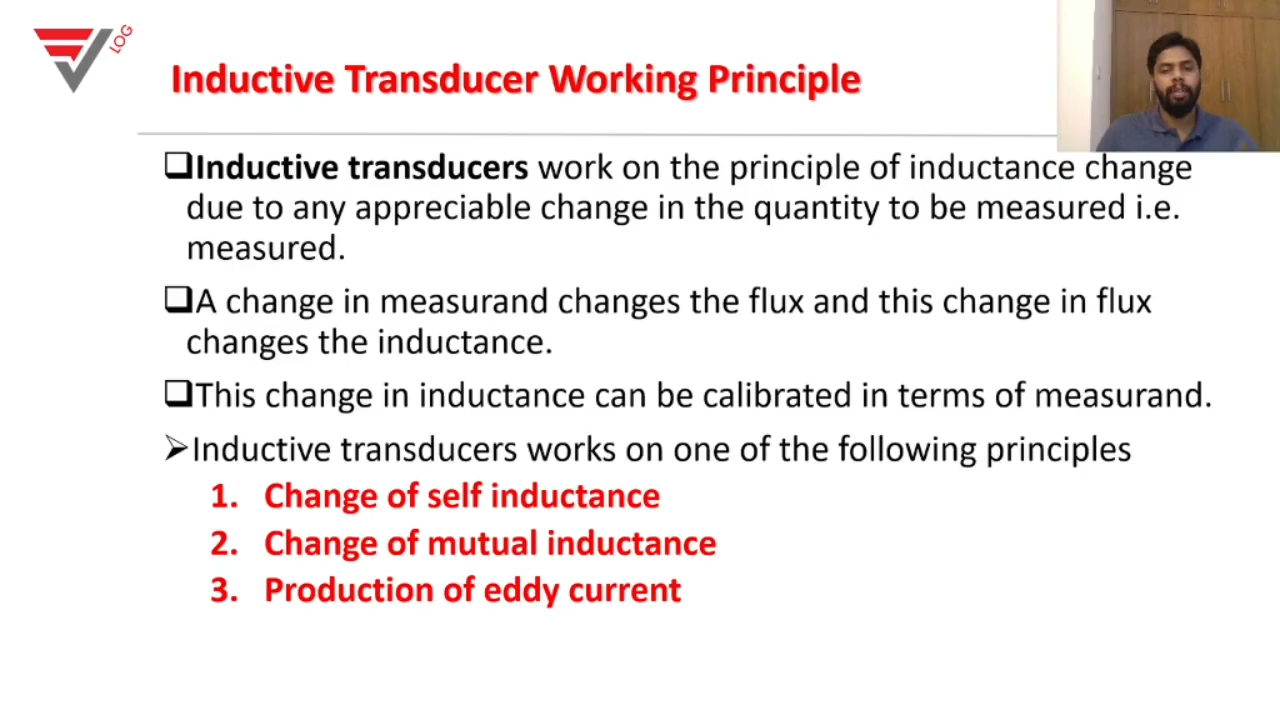 LOG
Inductive Transducer Working Principle
❑Inductive transducers work on the principle of inductance change
due to any appreciable change in the quantity to be measured i.e.
measured.
❑A change in measurand changes the flux and this change in flux
changes the inductance.
❑This change in inductance can be calibrated in terms of measurand.
➢Inductive transducers works on one of the following principles
1. Change of self inductance
2. Change of mutual inductance
3. Production of eddy current